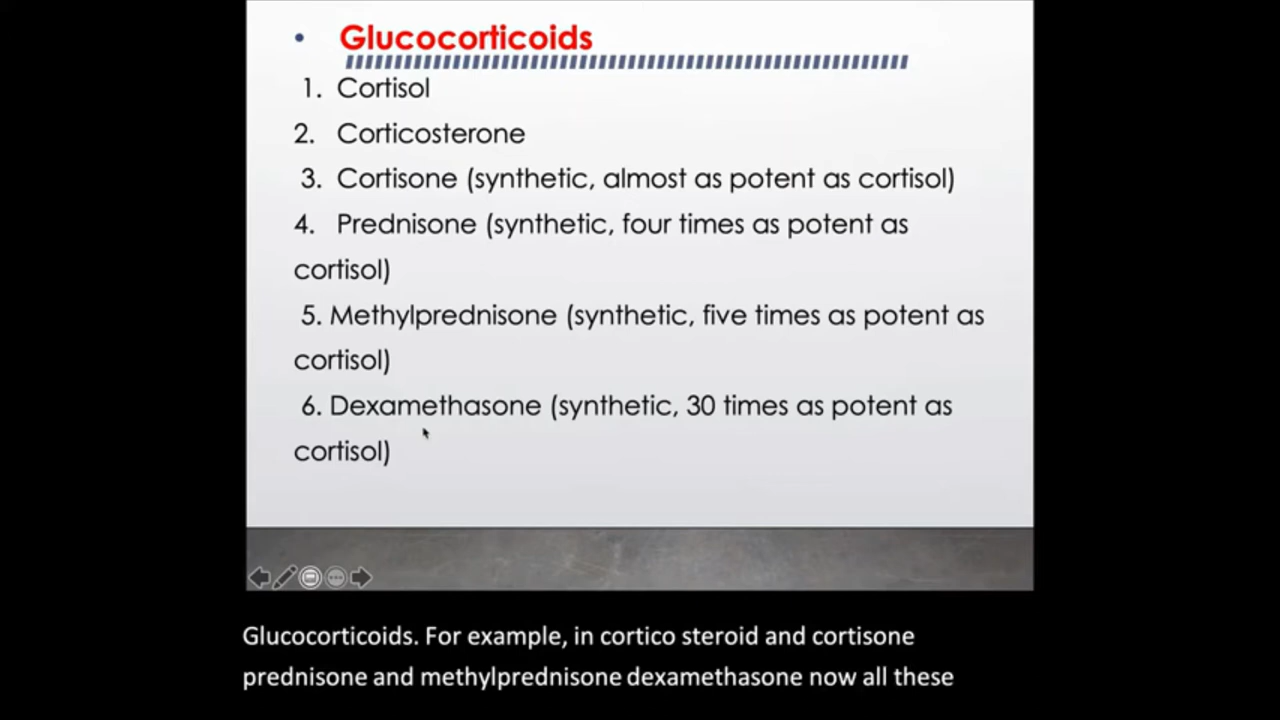 • Glucocorticoids
1. Cortisol
2. Corticosterone
3. Cortisone (synthetic, almost as potent as cortisol)
4. Prednisone (synthetic, four times as potent as
cortisol)
5. Methylprednisone (synthetic, five times as potent as
cortisol)
6. Dexamethasone (synthetic, 30 times as potent as
cortisol)
Glucocorticoids. For example, in cortico steroid and cortisone
prednisone and methylprednisone dexamethasone now all these